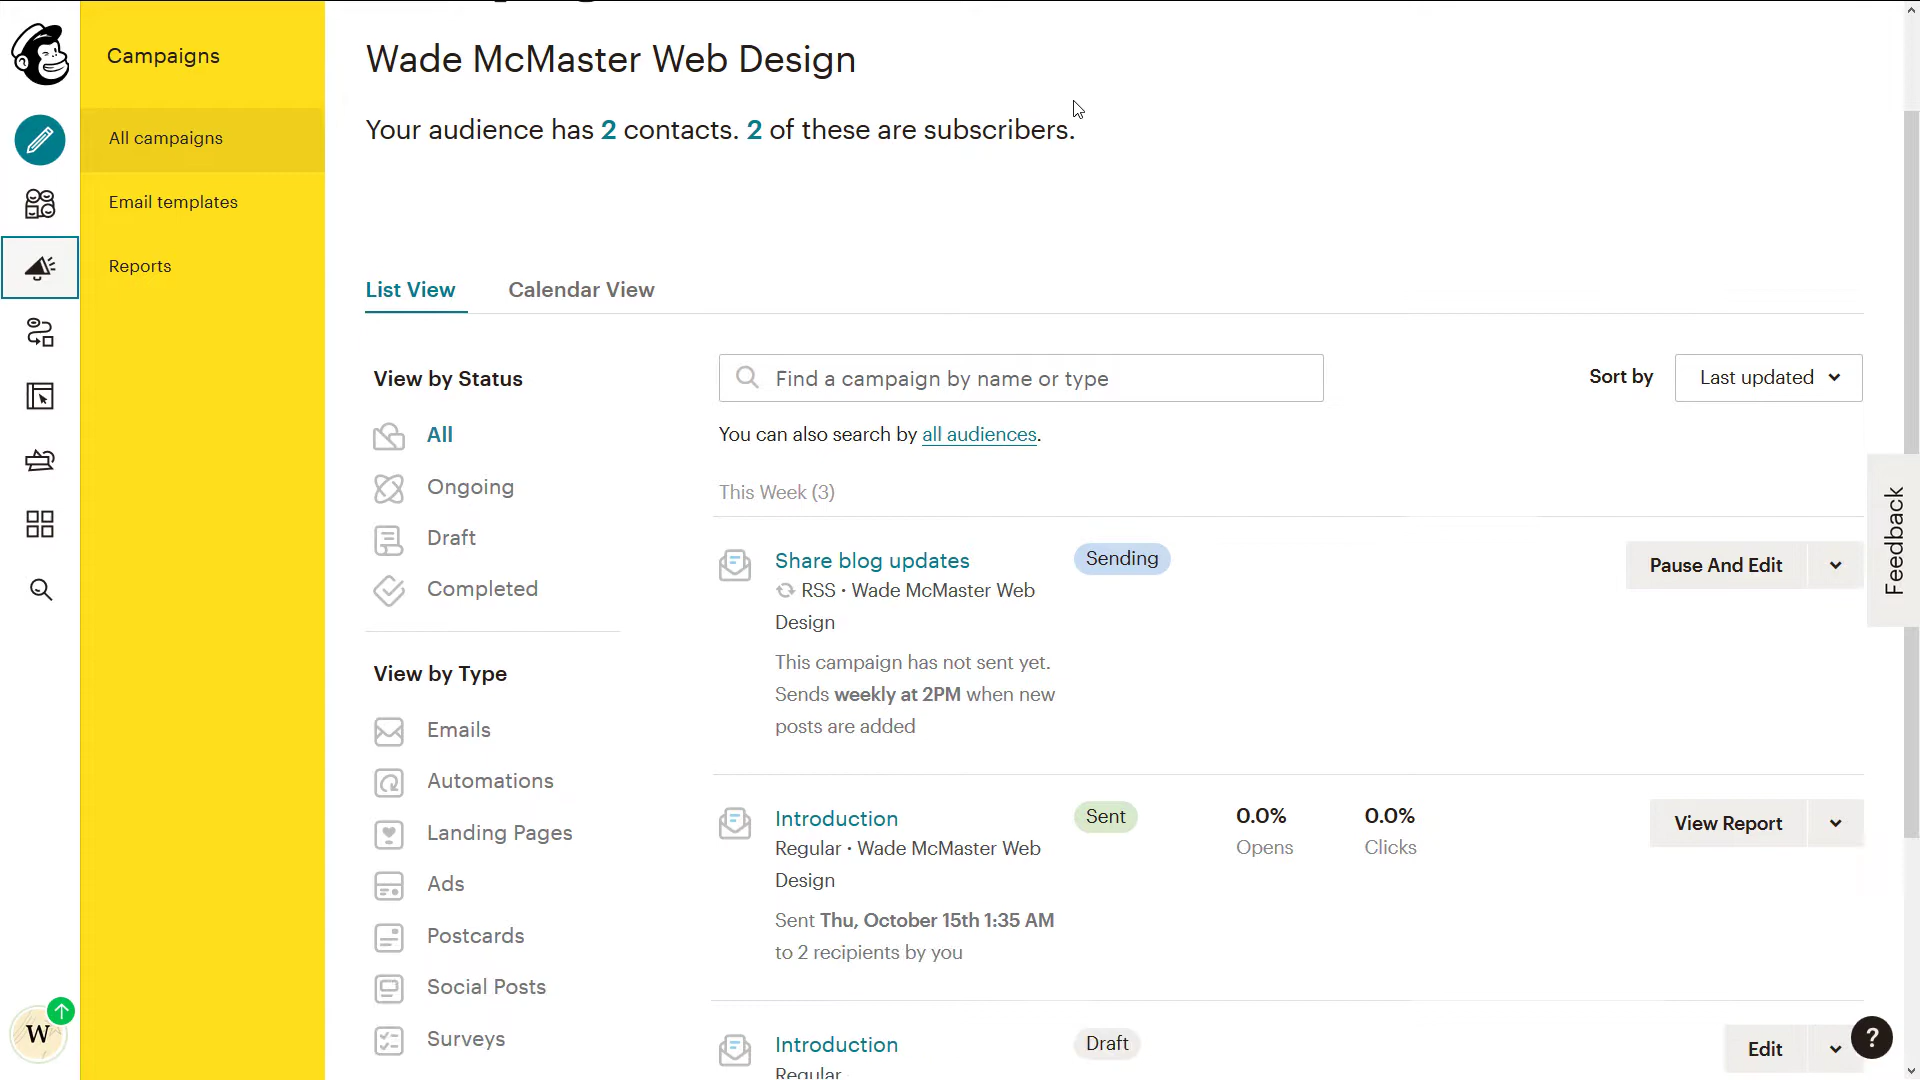 Campaigns
All campaigns
Email templates
Reports
W
Wade McMaster Web Design
Your audience has 2 contacts. 2 of these are subscribers.
List View
Calendar View
View by Status
All
Ongoing
Draft
Completed
View by Type
Emails
Automations
Landing Pages
Ads
Postcards
Social Posts
Surveys
Find a campaign by name or type
Sort by
Last updated
You can also search by all audiences.
This Week (3)
Share blog updates
Sending
Pause And Edit
RSS · Wade McMaster Web
Design
This campaign has not sent yet.
Sends weekly at 2PM when new
posts are added
Introduction
Sent
0.0%
Opens
0.0%
Clicks
View Report
Regular · Wade McMaster Web
Design
Sent Thu, October 15th 1:35 AM
to 2 recipients by you
Introduction
Draft
Edit
Regular
Feedback
?